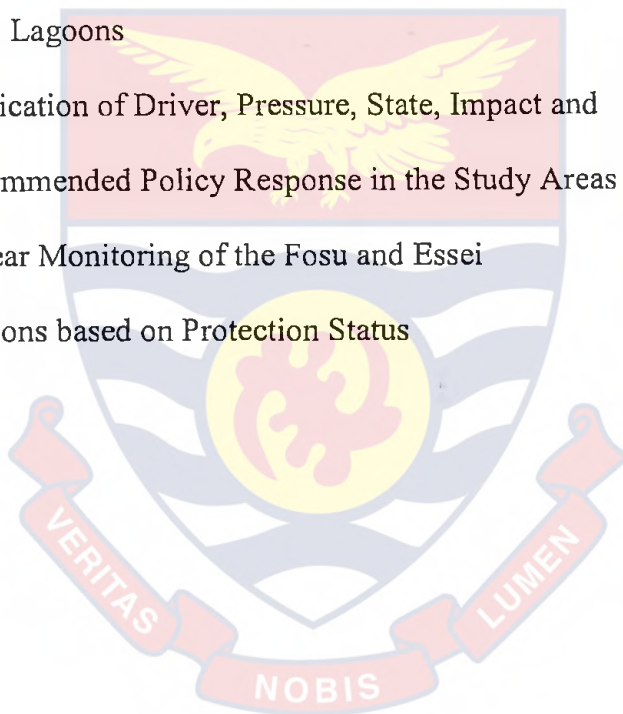 Lagoons
ication of Driver, Pressure, State, Impact and
mmended Policy Response in the Study Areas
ear Monitoring of the Fosu and Essei
ons based on Protection Status
VERITAS
NOBIS
LUMEN